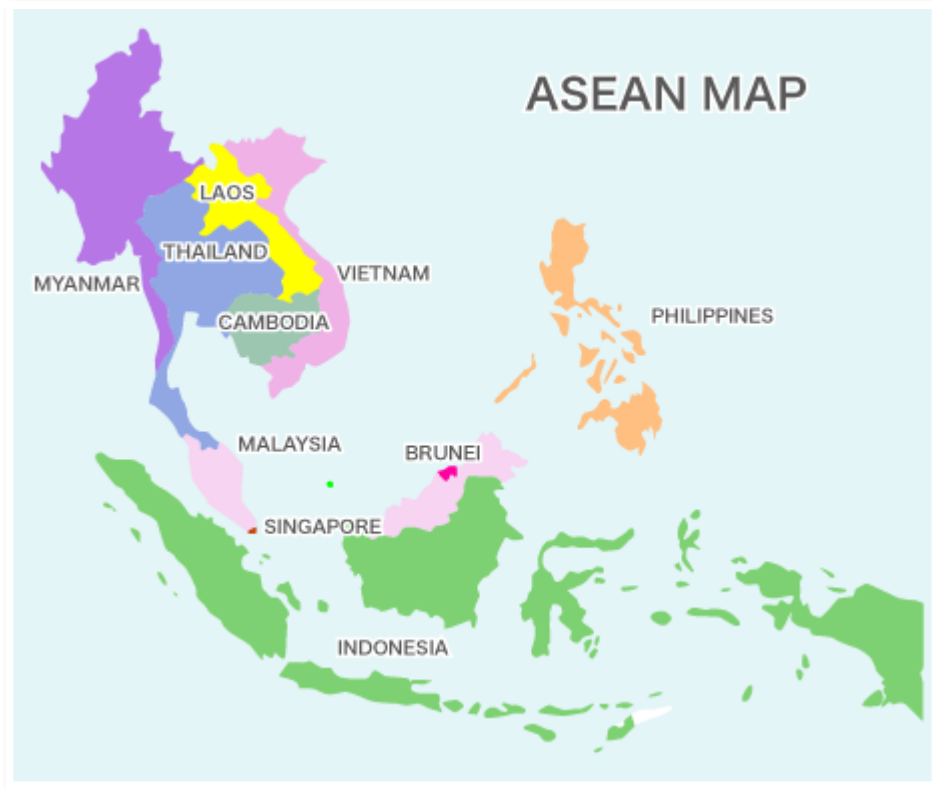 ASEAN MAP
LAOS
THAILAND
VIETNAM
MYANMAR
PHILIPPINES
CAMBODIA
MALAYSIA
BRUNEI
SINGAPORE
INDONESIA